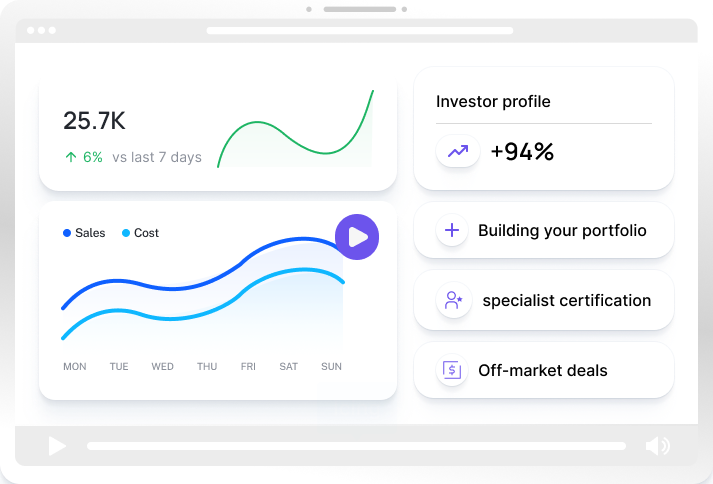 25.7K
6% vs last 7 days
Sales Cost
MON TUE WED THU FRI SAT SUN
Investor profile
+94%
Building your portfolio
specialist certification
$
Off-market deals